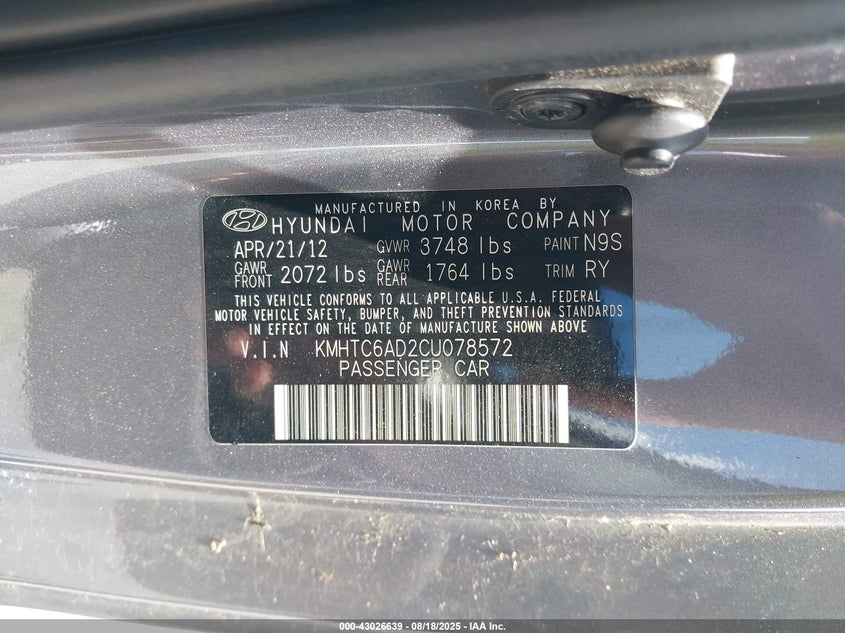 MANUFACTURED IN KOREA BY
HYUNDAI MOTOR COMPANY
APR/21/12 GVWR 3748 lbs PAINT N9S
GAWR FRONT 2072 lbs GAWR REAR 1764 lbs TRIM RY
THIS VEHICLE CONFORMS TO ALL APPLICABLE U.S.A. FEDERAL
MOTOR VEHICLE SAFETY, BUMPER, AND THEFT PREVENTION STANDARDS
IN EFFECT ON THE DATE OF MANUFACTURE SHOWN ABOVE
V.I.N KMHTC6AD2CU078572
PASSENGER CAR
000-43026639 - 08/18/2025 - IAA Inc.